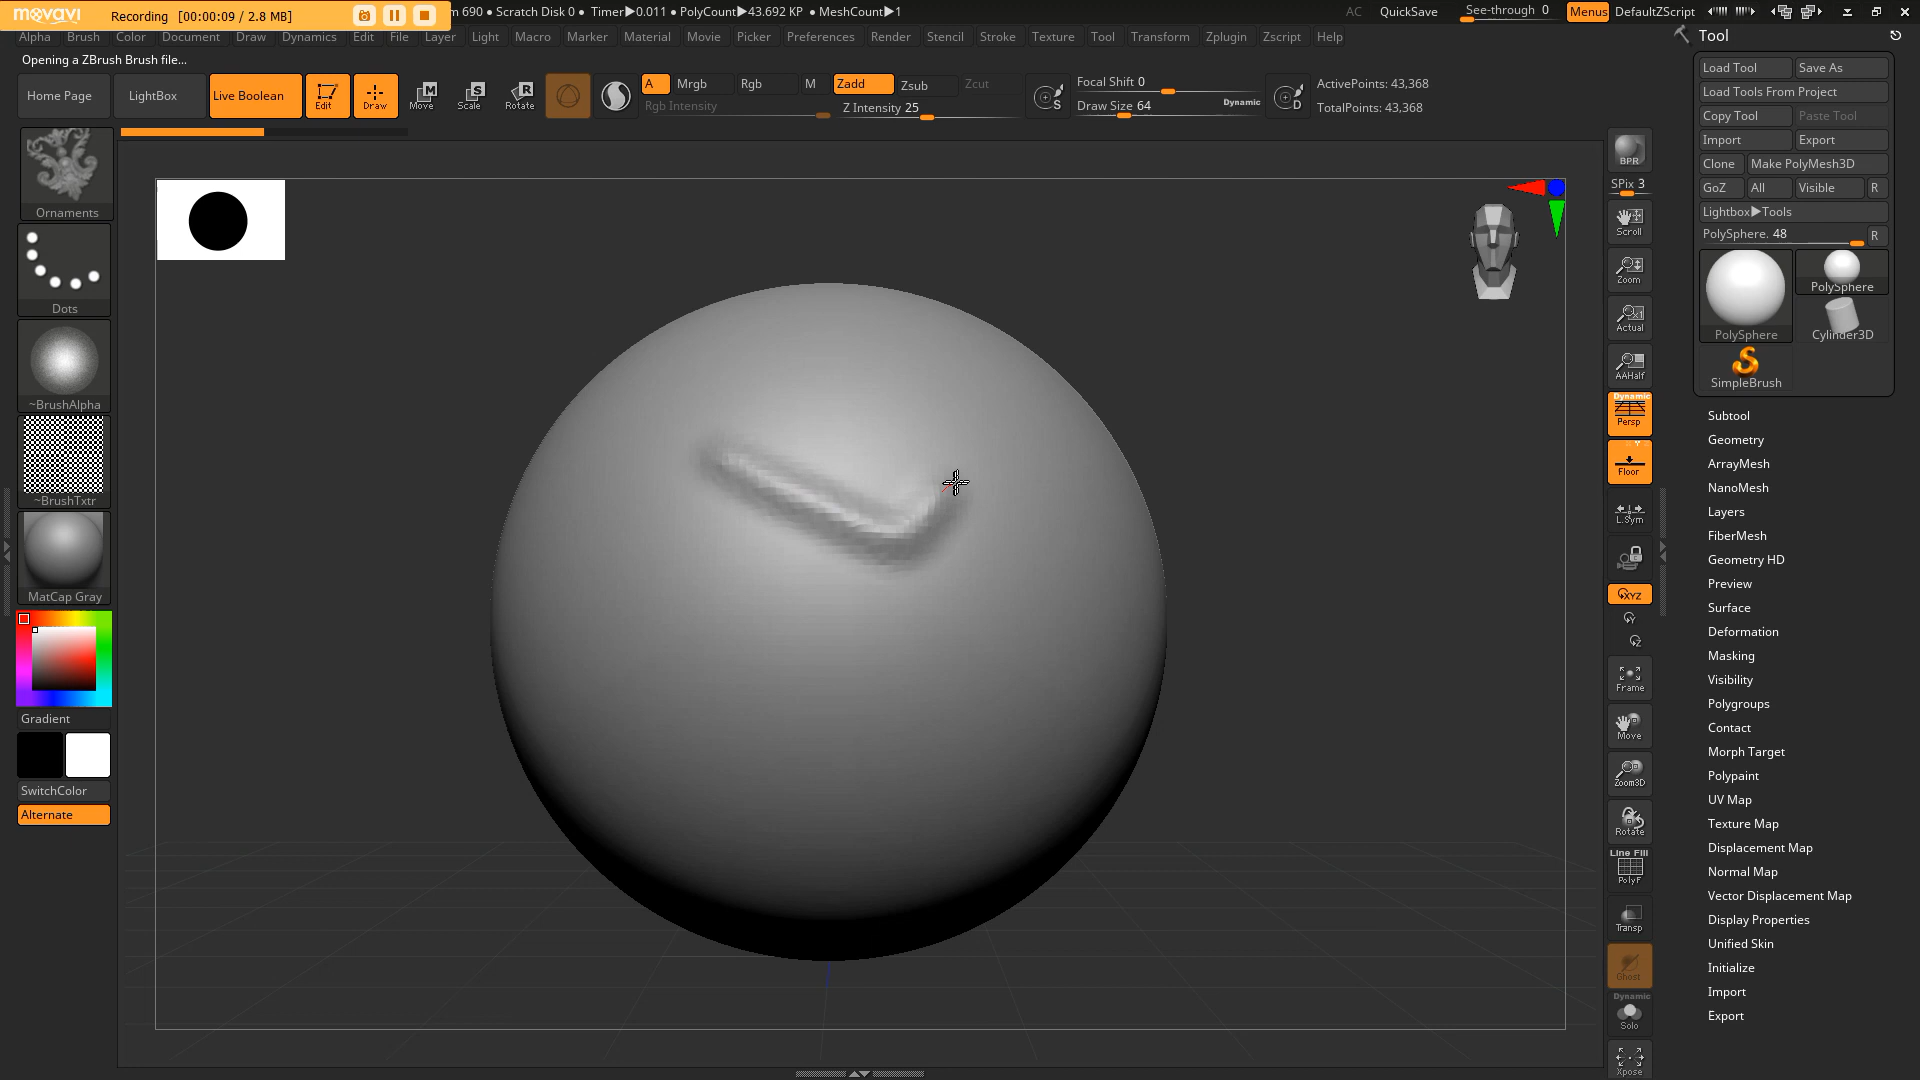 movavi Recording [00:00:09 / 2.8 MB] m 690 • Scratch Disk 0 • Timer▶0.011 • PolyCount▶43.692 KP • MeshCount▶1 AC QuickSave See-through 0 Menus DefaultZScript
Alpha Brush Color Document Draw Dynamics Edit File Layer Light Macro Marker Material Movie Picker Preferences Render Stencil Stroke Texture Tool Transform Zplugin Zscript Help
Opening a ZBrush Brush file...
Home Page LightBox Live Boolean Edit Draw Move Scale Rotate
A Mrgb Rgb M Zadd Zsub Zcut
Rgb Intensity Z Intensity 25
Focal Shift 0
Draw Size 64 Dynamic
ActivePoints: 43,368
TotalPoints: 43,368
Ornaments
Dots
~BrushAlpha
~BrushTxtr
MatCap Gray
Gradient
SwitchColor
Alternate
BPR
SPix 3
Scroll
Zoom
Actual
AAHalf
Dynamic
Persp
Floor
L.Sym
XYZ
Y
Z
Frame
Move
Zoom3D
Rotate
Line Fill
PolyF
Transp
Ghost
Dynamic
Solo
Xpose
Tool
Load Tool Save As
Load Tools From Project
Copy Tool Paste Tool
Import Export
Clone Make PolyMesh3D
GoZ All Visible R
Lightbox▶Tools
PolySphere. 48 R
PolySphere PolySphere
Cylinder3D
SimpleBrush
Subtool
Geometry
ArrayMesh
NanoMesh
Layers
FiberMesh
Geometry HD
Preview
Surface
Deformation
Masking
Visibility
Polygroups
Contact
Morph Target
Polypaint
UV Map
Texture Map
Displacement Map
Normal Map
Vector Displacement Map
Display Properties
Unified Skin
Initialize
Import
Export